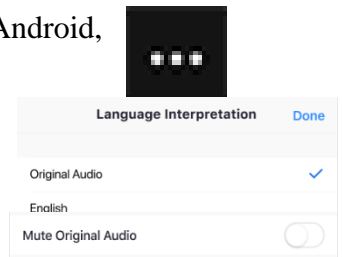 Android,
Language Interpretation Done
Original Audio
English
Mute Original Audio